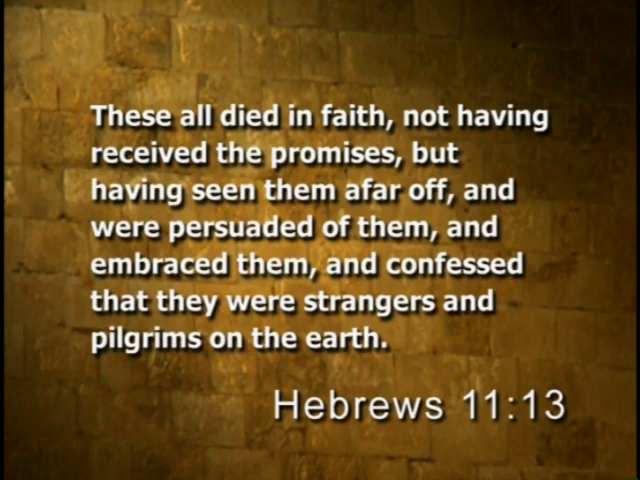 These all died in faith, not having
received the promises, but
having seen them afar off, and
were persuaded of them, and
embraced them, and confessed
that they were strangers and
pilgrims on the earth.
Hebrews 11:13